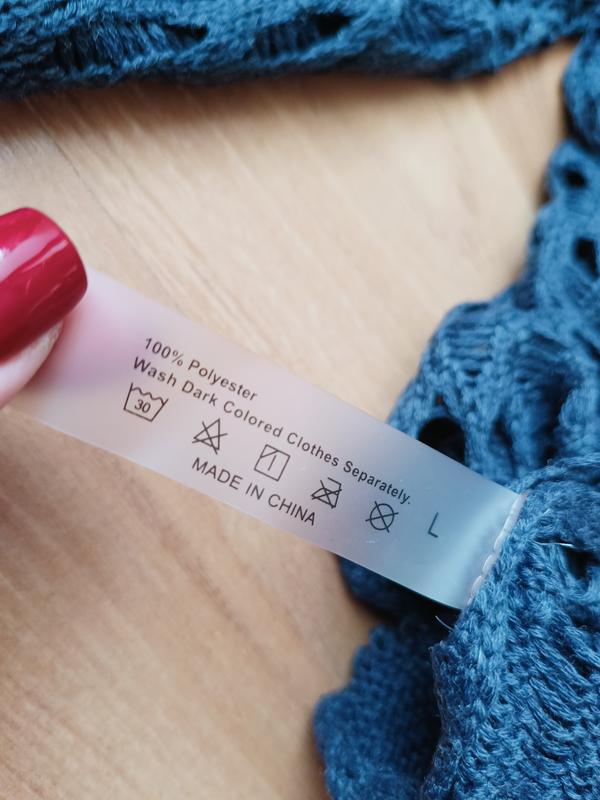 100% Polyester
Wash Dark Colored Clothes Separately.
30
MADE IN CHINA
L